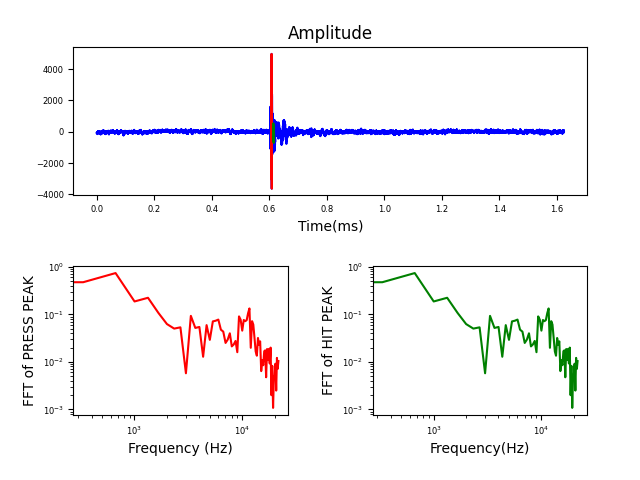 Amplitude
4000
2000
0
−2000
−4000
0.0 0.2 0.4 0.6 0.8 1.0 1.2 1.4 1.6
Time(ms)
FFT of PRESS PEAK
10⁰
10⁻¹
10⁻²
10⁻³
10³ 10⁴
Frequency (Hz)
FFT of HIT PEAK
10⁰
10⁻¹
10⁻²
10⁻³
10³ 10⁴
Frequency(Hz)